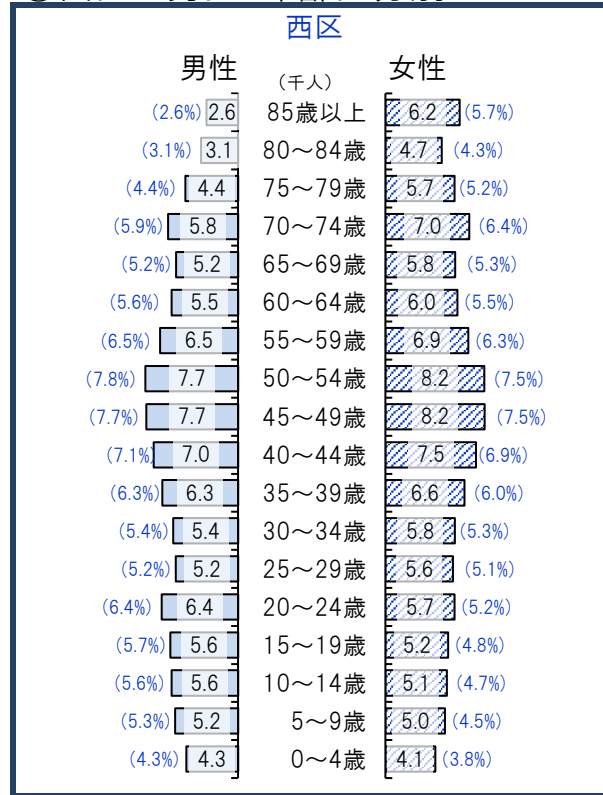 西区
男性 (千人) 女性
(2.6%) 2.6 85歳以上 6.2 (5.7%)
(3.1%) 3.1 80～84歳 4.7 (4.3%)
(4.4%) 4.4 75～79歳 5.7 (5.2%)
(5.9%) 5.8 70～74歳 7.0 (6.4%)
(5.2%) 5.2 65～69歳 5.8 (5.3%)
(5.6%) 5.5 60～64歳 6.0 (5.5%)
(6.5%) 6.5 55～59歳 6.9 (6.3%)
(7.8%) 7.7 50～54歳 8.2 (7.5%)
(7.7%) 7.7 45～49歳 8.2 (7.5%)
(7.1%) 7.0 40～44歳 7.5 (6.9%)
(6.3%) 6.3 35～39歳 6.6 (6.0%)
(5.4%) 5.4 30～34歳 5.8 (5.3%)
(5.2%) 5.2 25～29歳 5.6 (5.1%)
(6.4%) 6.4 20～24歳 5.7 (5.2%)
(5.7%) 5.6 15～19歳 5.2 (4.8%)
(5.6%) 5.6 10～14歳 5.1 (4.7%)
(5.3%) 5.2 5～9歳 5.0 (4.5%)
(4.3%) 4.3 0～4歳 4.1 (3.8%)